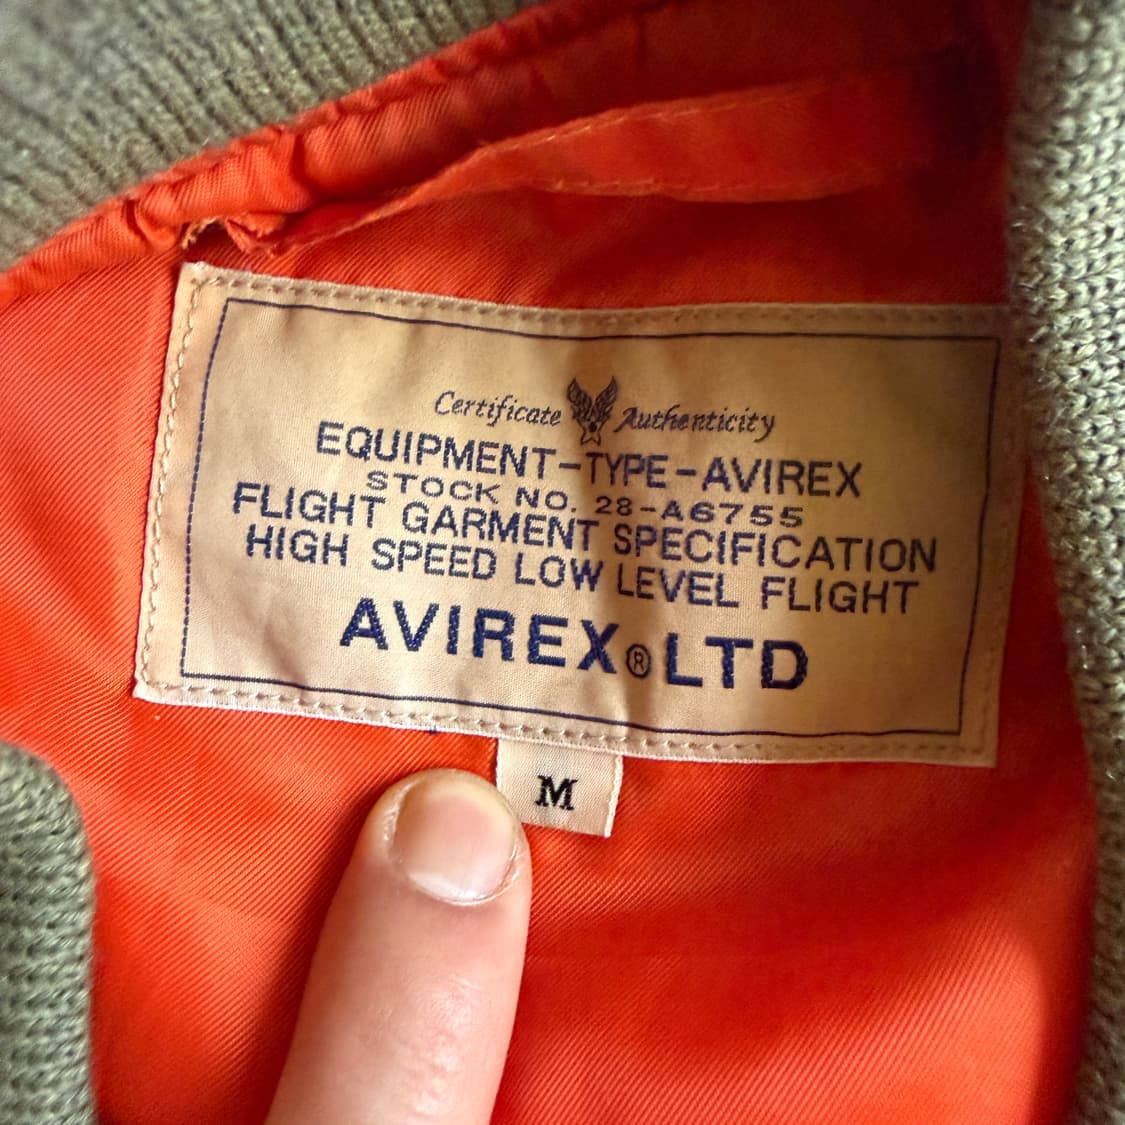 Certificate Authenticity
EQUIPMENT-TYPE-AVIREX
STOCK NO. 28-A6755
FLIGHT GARMENT SPECIFICATION
HIGH SPEED LOW LEVEL FLIGHT
AVIREX® LTD
M